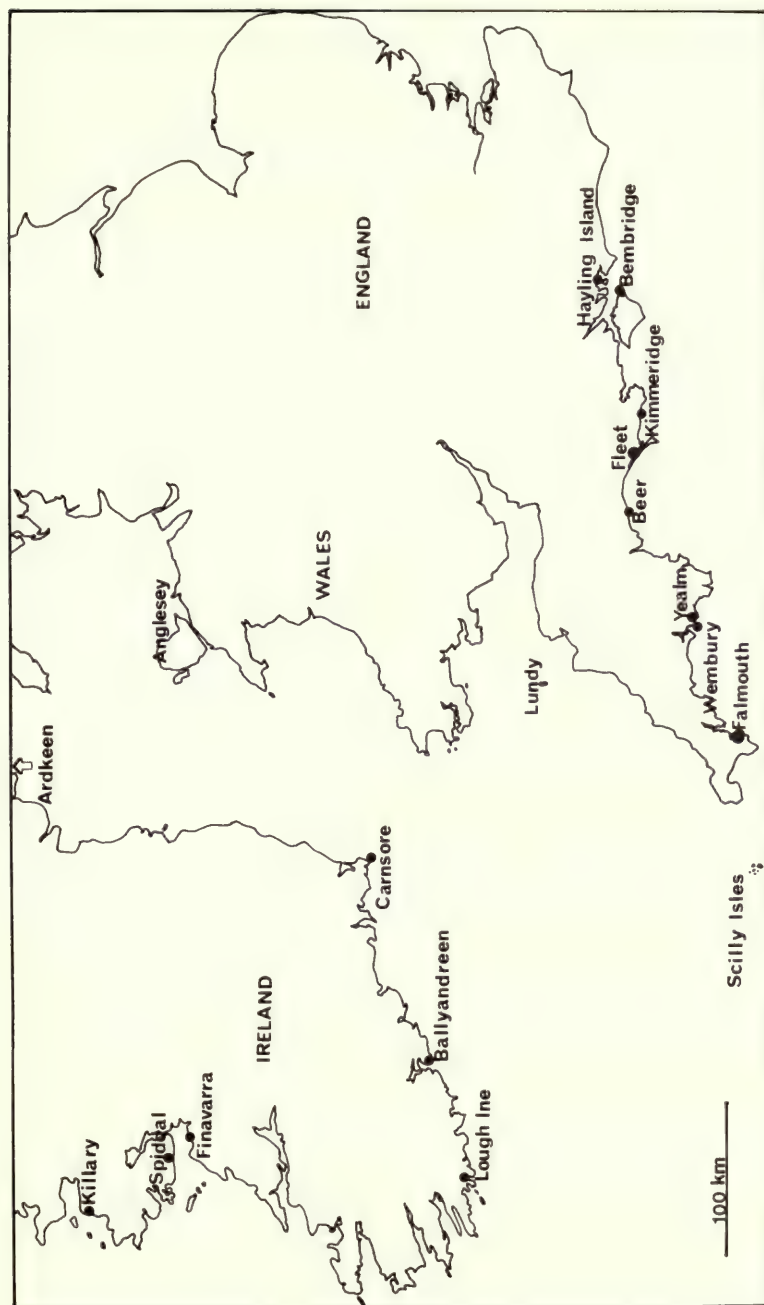 Killary
Spiddal
Finavarra
IRELAND
Ardkeen
Carnsore
Ballyandreen
Lough Ine
100 km
Anglesey
WALES
ENGLAND
Lundy
Scilly Isles
Falmouth
Wembury
Yealm
Beer
Fleet
Kimmeridge
Hayling Island
Bembridge